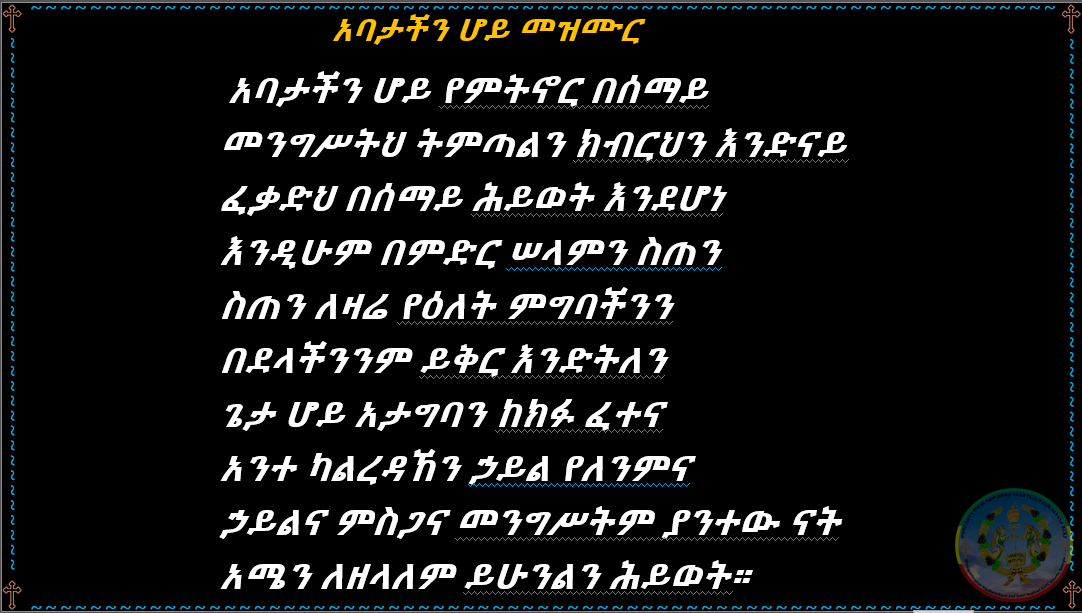 አባታችን ሆይ መዝሙር
አባታችን ሆይ የምትኖር በሰማይ
መንግሥትህ ትምጣልን ክብርህን እንድናይ
ፈቃድህ በሰማይ ሕይወት እንደሆነ
እንዲሁም በምድር ሠላምን ስጠን
ስጠን ለዛሬ የዕለት ምግባችንን
በደላችንንም ይቅር እንድትለን
ጌታ ሆይ አታግባን ከክፉ ፈተና
አንተ ካልረዳኸን ኃይል የለንምና
ኃይልና ምስጋና መንግሥትም ያንተው ናት
አሜን ለዘላለም ይሁንልን ሕይወት።